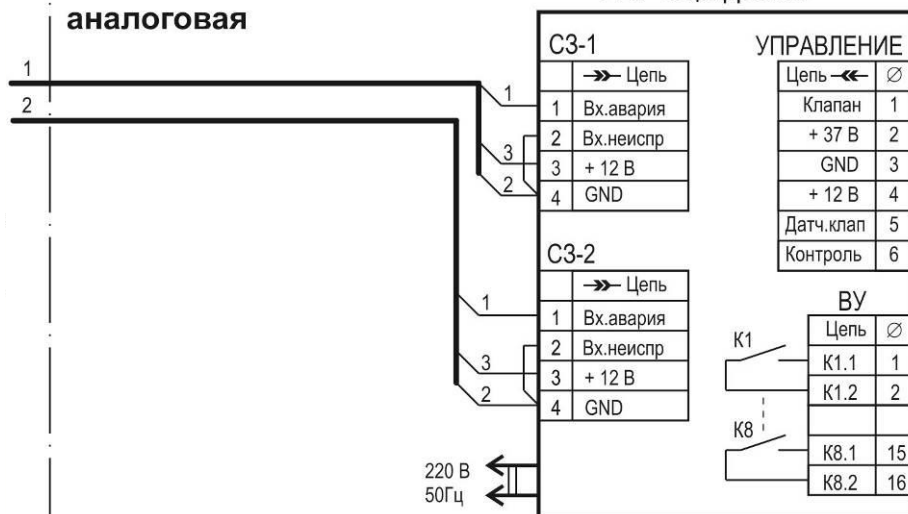 аналоговая
1
2
С3-1
Цепь
1 Вх.авария
2 Вх.неиспр
3 + 12 В
4 GND
1
3
2
С3-2
Цепь
1 Вх.авария
2 Вх.неиспр
3 + 12 В
4 GND
1
3
2
220 В
50Гц
УПРАВЛЕНИЕ
Цепь ∅
Клапан 1
+ 37 В 2
GND 3
+ 12 В 4
Датч.клап 5
Контроль 6
ВУ
Цепь ∅
К1
К1.1 1
К1.2 2
К8
К8.1 15
К8.2 16